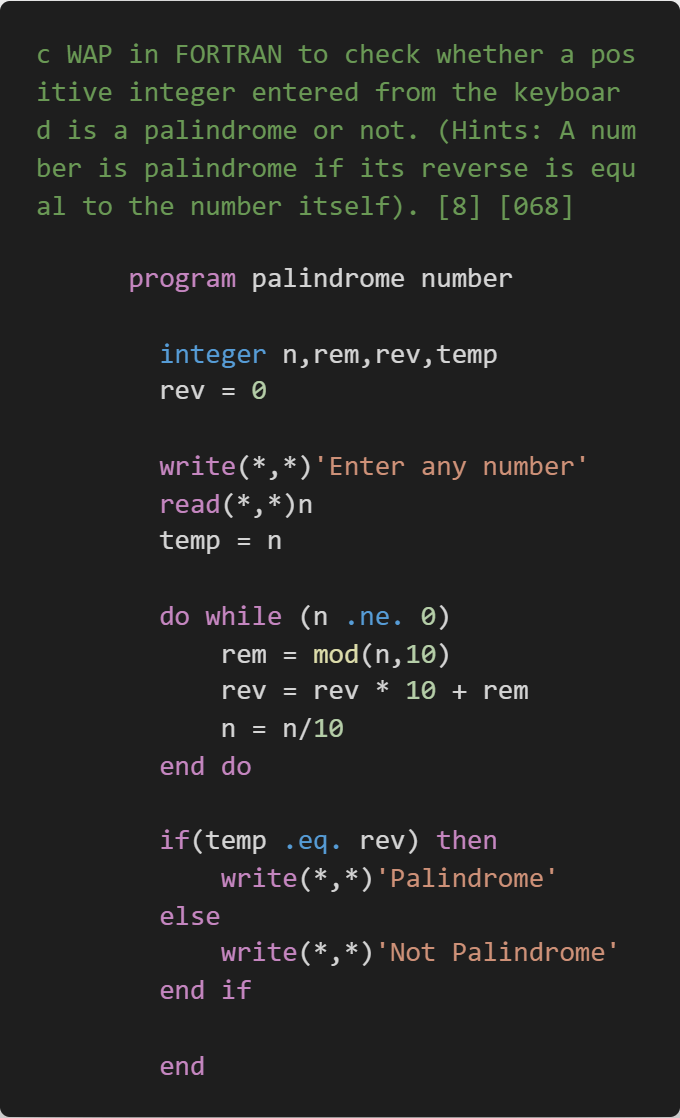 c WAP in FORTRAN to check whether a pos
itive integer entered from the keyboar
d is a palindrome or not. (Hints: A num
ber is palindrome if its reverse is equ
al to the number itself). [8] [068]
program palindrome number
integer n,rem,rev,temp
rev = 0
write(*,*)'Enter any number'
read(*,*)n
temp = n
do while (n .ne. 0)
rem = mod(n,10)
rev = rev * 10 + rem
n = n/10
end do
if(temp .eq. rev) then
write(*,*)'Palindrome'
else
write(*,*)'Not Palindrome'
end if
end